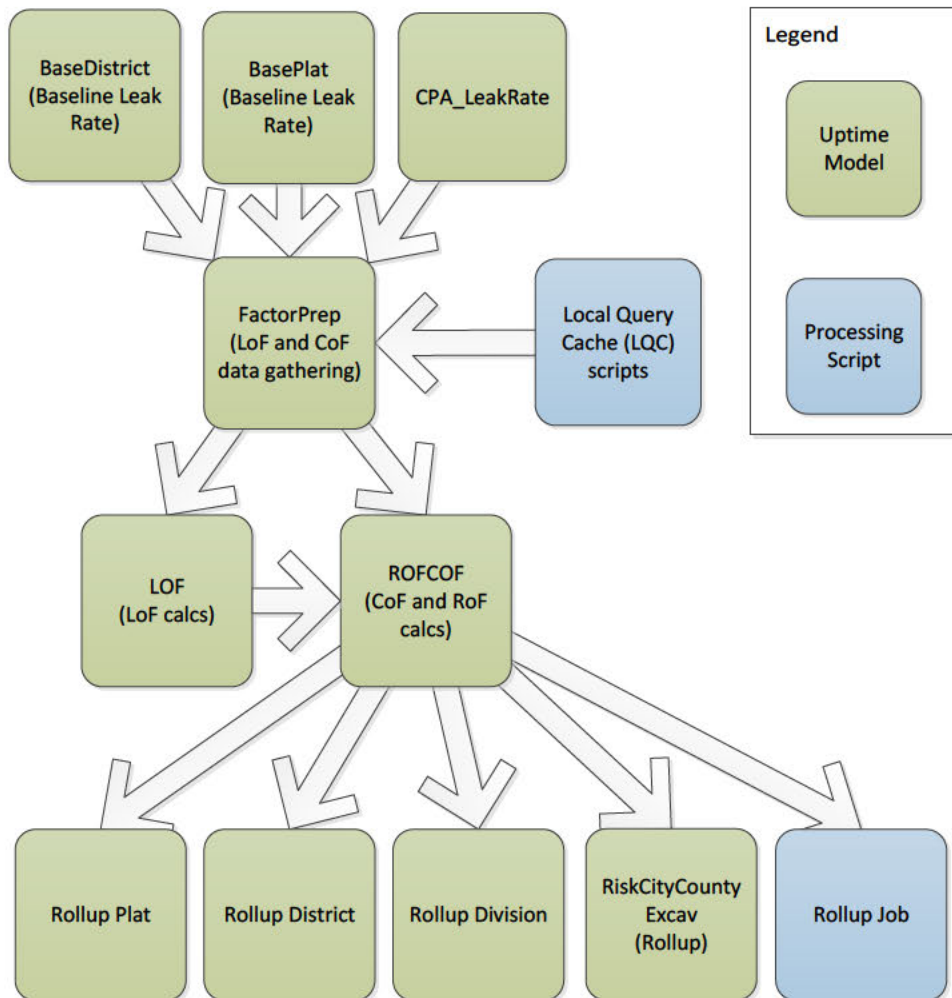 BaseDistrict
(Baseline Leak
Rate)
BasePlat
(Baseline Leak
Rate)
CPA_LeakRate
Legend
Uptime
Model
Processing
Script
FactorPrep
(LoF and CoF
data gathering)
Local Query
Cache (LQC)
scripts
LOF
(LoF calcs)
ROFCOF
(CoF and RoF
calcs)
Rollup Plat
Rollup District
Rollup Division
RiskCityCounty
Excav
(Rollup)
Rollup Job